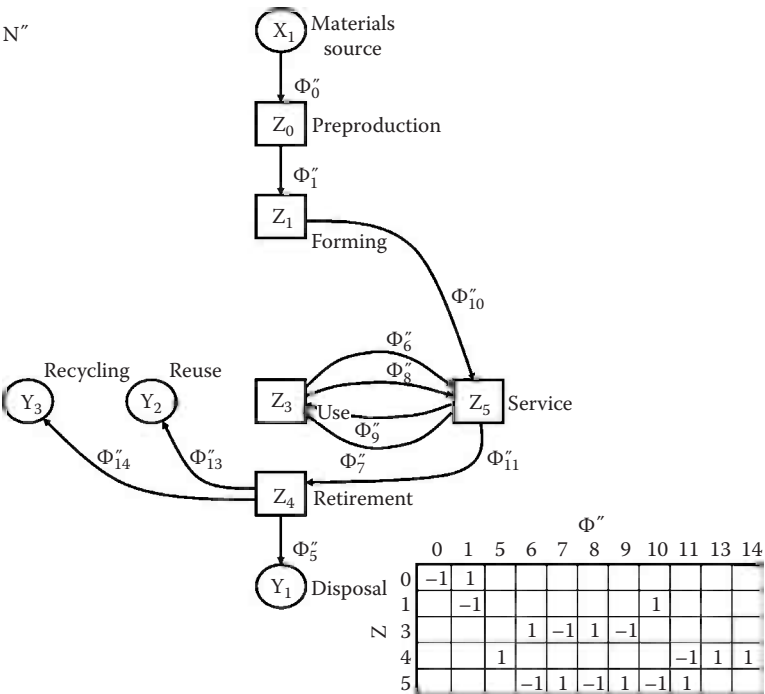 N″
X₁ Materials source
Φ″₀
Z₀ Preproduction
Φ″₁
Z₁
Forming
Φ″₁₀
Φ″₆
Recycling Reuse
Φ″₈
Y₃ Y₂ Z₃ Use Z₅ Service
Φ″₉
Φ″₁₄ Φ″₁₃ Φ″₇ Φ″₁₁
Z₄ Retirement
Φ″₅
Y₁ Disposal
Φ″
0 1 5 6 7 8 9 10 11 13 14
Z
0 −1 1
1 −1 1
3 1 −1 1 −1
4 1 −1 1 1
5 −1 1 −1 1 −1 1